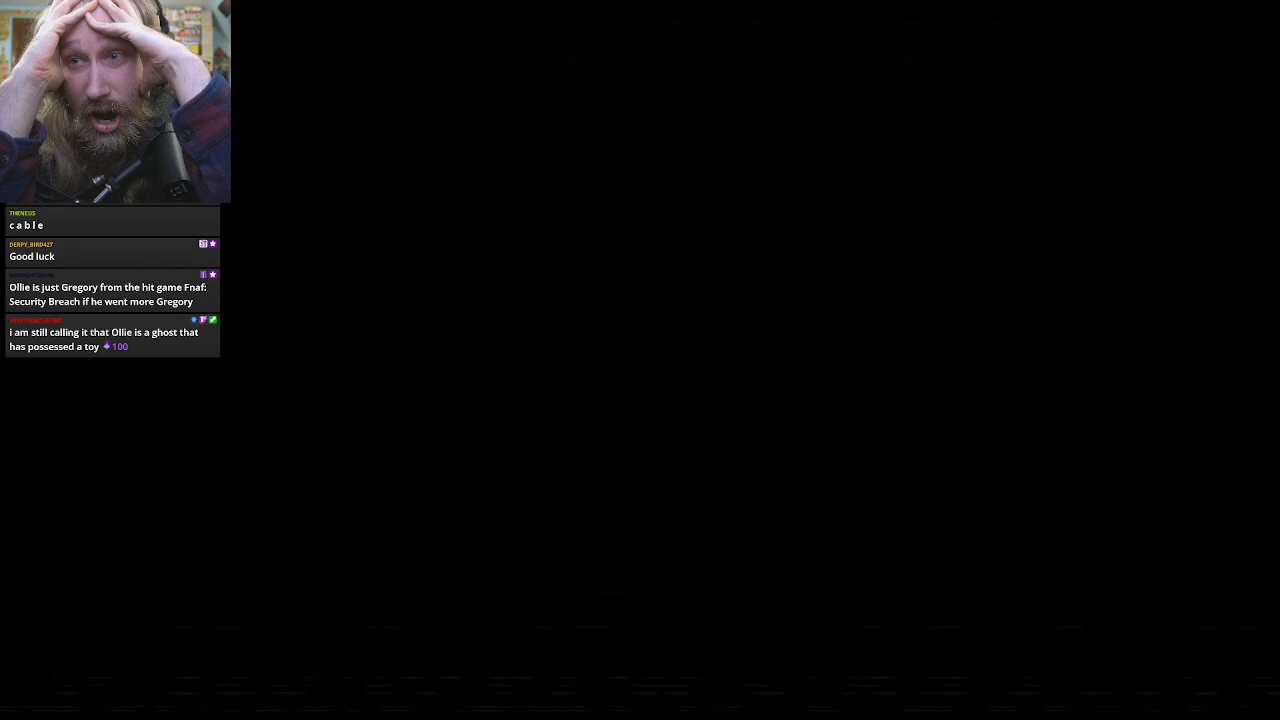 THENEUS
c a b l e
DERPY_BIRD427
Good luck
Ollie is just Gregory from the hit game Fnaf:
Security Breach if he went more Gregory
i am still calling it that Ollie is a ghost that
has possessed a toy 100